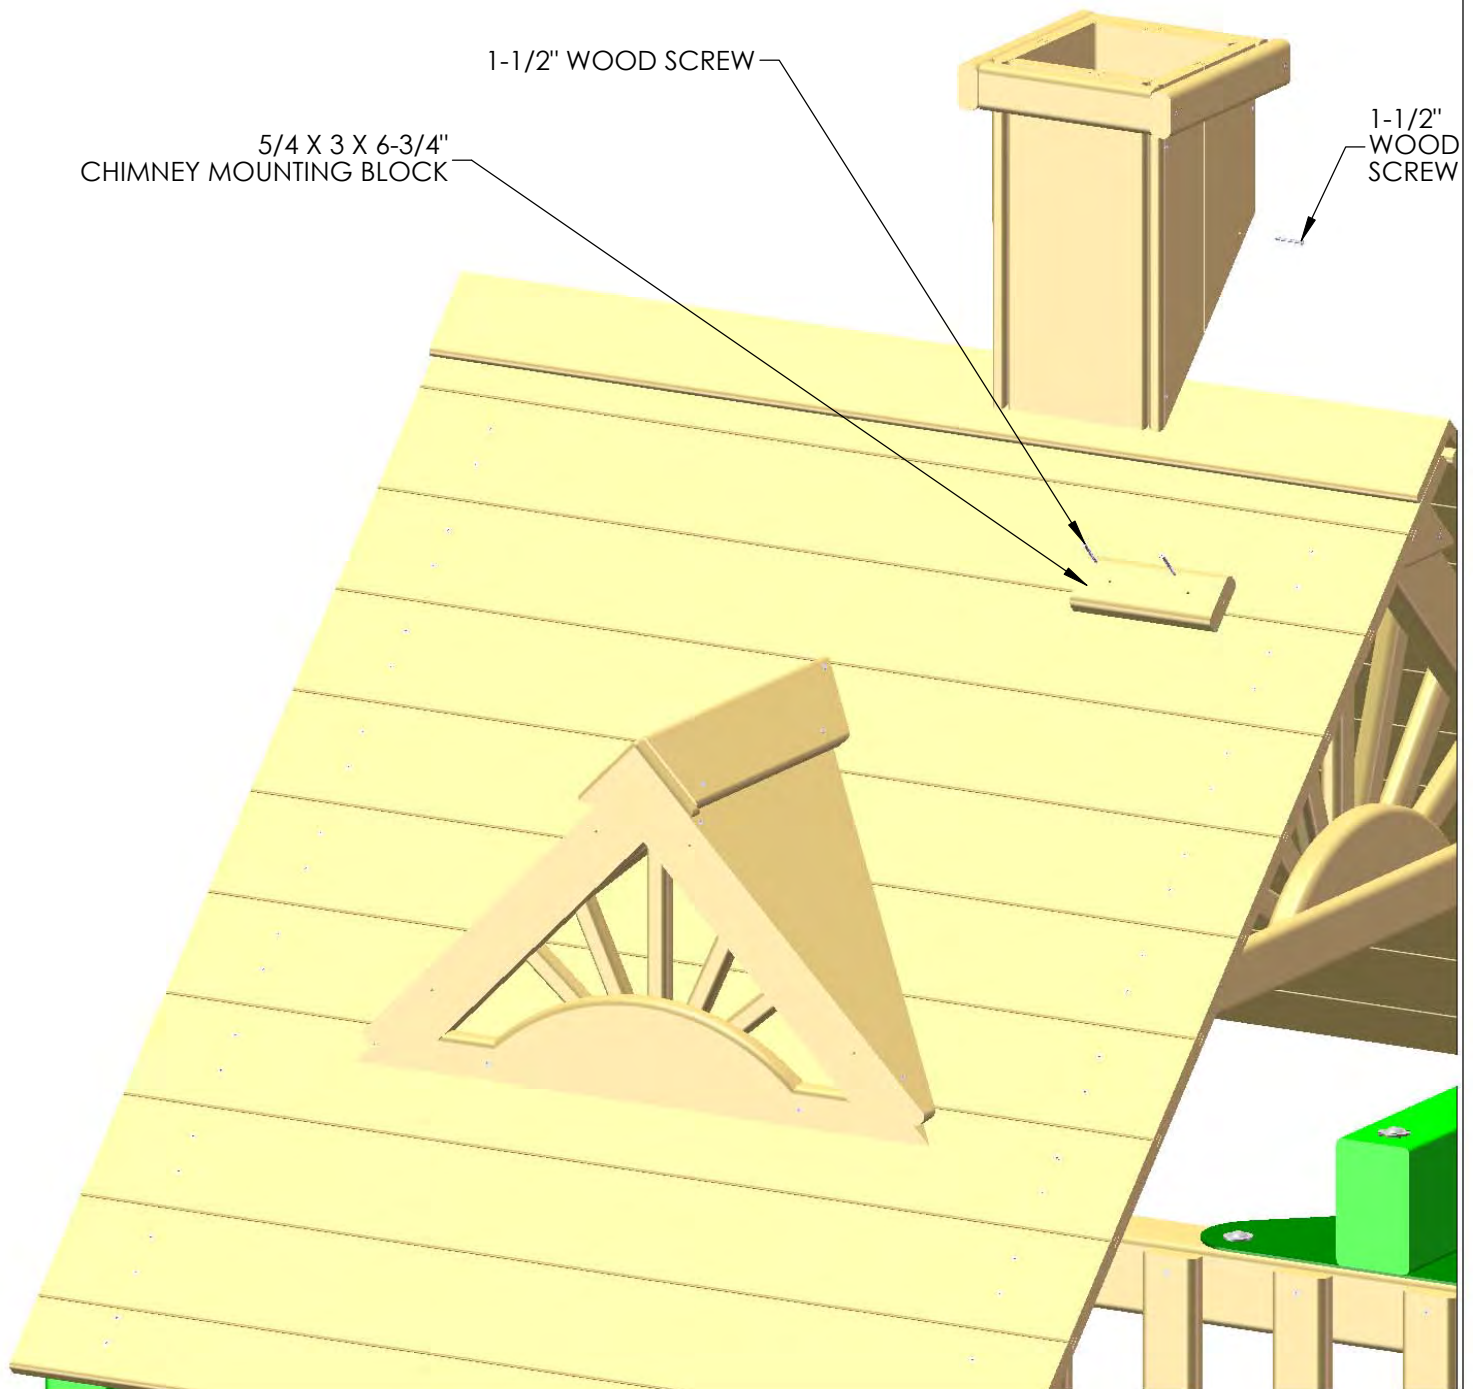 1-1/2" WOOD SCREW
5/4 X 3 X 6-3/4"
CHIMNEY MOUNTING BLOCK
1-1/2"
WOOD
SCREW